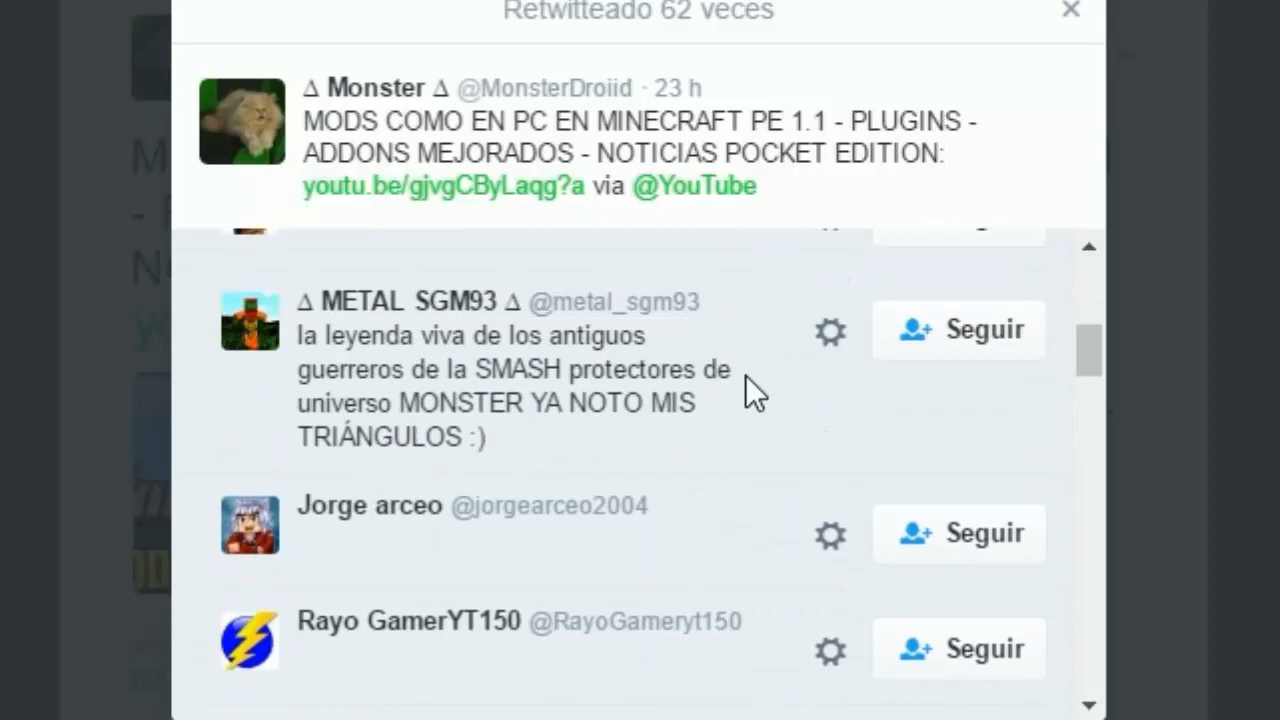 Retwitteado 62 veces
∆ Monster ∆ @MonsterDroiid · 23 h
MODS COMO EN PC EN MINECRAFT PE 1.1 - PLUGINS -
ADDONS MEJORADOS - NOTICIAS POCKET EDITION:
youtu.be/gjvgCByLaqg?a via @YouTube
∆ METAL SGM93 ∆ @metal_sgm93
Seguir
la leyenda viva de los antiguos
guerreros de la SMASH protectores de
universo MONSTER YA NOTO MIS
TRIÁNGULOS :)
Jorge arceo @jorgearceo2004
Seguir
Rayo GamerYT150 @RayoGameryt150
Seguir